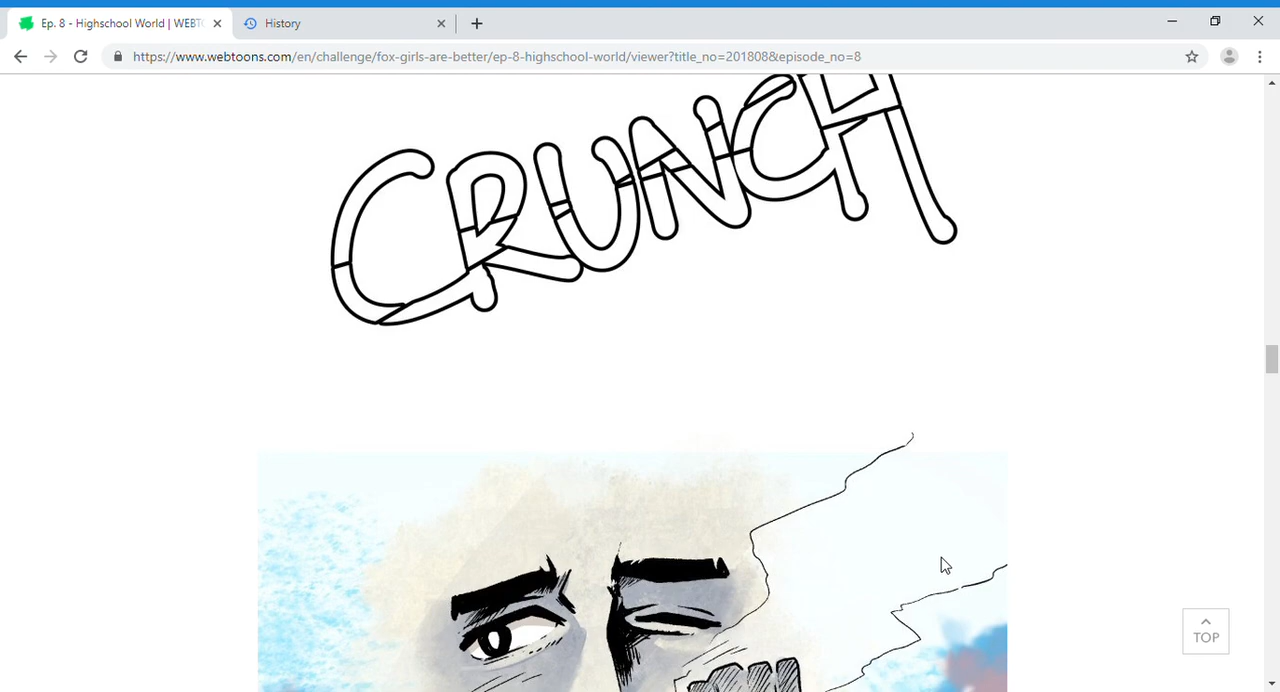 Ep. 8 - Highschool World | WEBTO
History
https://www.webtoons.com/en/challenge/fox-girls-are-better/ep-8-highschool-world/viewer?title_no=201808&episode_no=8
CRUNCH
TOP